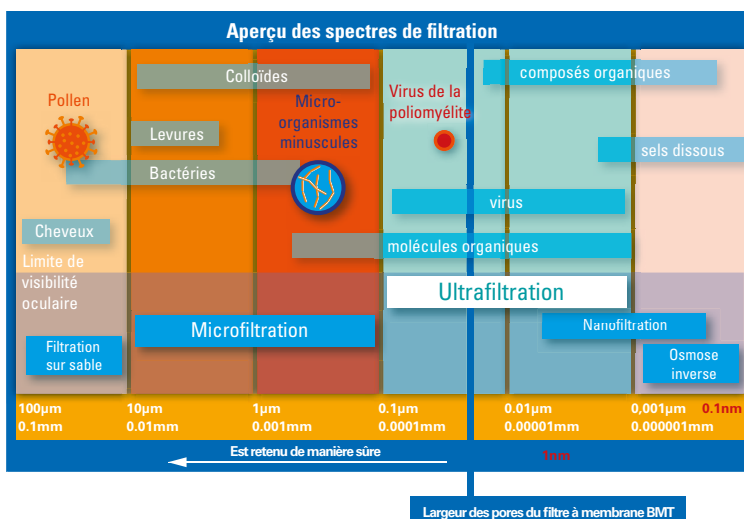 Aperçu des spectres de filtration
Colloïdes
composés organiques
Pollen
Micro-
organismes
minuscules
Virus de la
poliomyélite
Levures
sels dissous
Bactéries
virus
Cheveux
molécules organiques
Limite de
visibilité
oculaire
Ultrafiltration
Microfiltration
Nanofiltration
Filtration
sur sable
Osmose
inverse
100µm 10µm 1µm 0.1µm 0.01µm 0,001µm 0.1nm
0.1mm 0.01mm 0.001mm 0.0001mm 0.00001mm 0.000001mm
Est retenu de manière sûre
1nm
Largeur des pores du filtre à membrane BMT